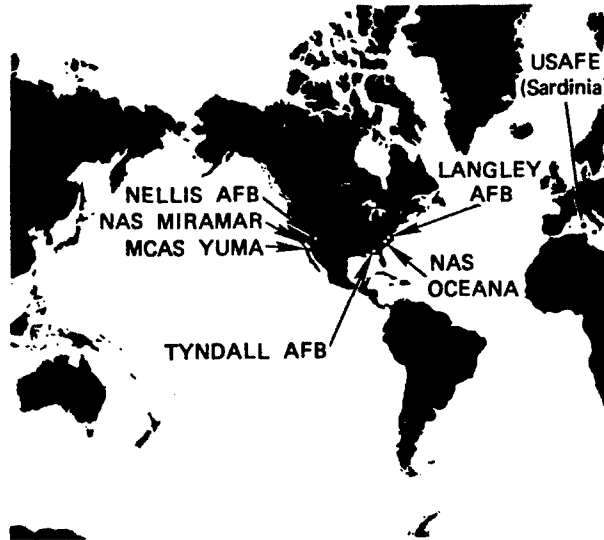 USAFE
(Sardinia)
LANGLEY
AFB
NELLIS AFB
NAS MIRAMAR
MCAS YUMA
NAS
OCEANA
TYNDALL AFB